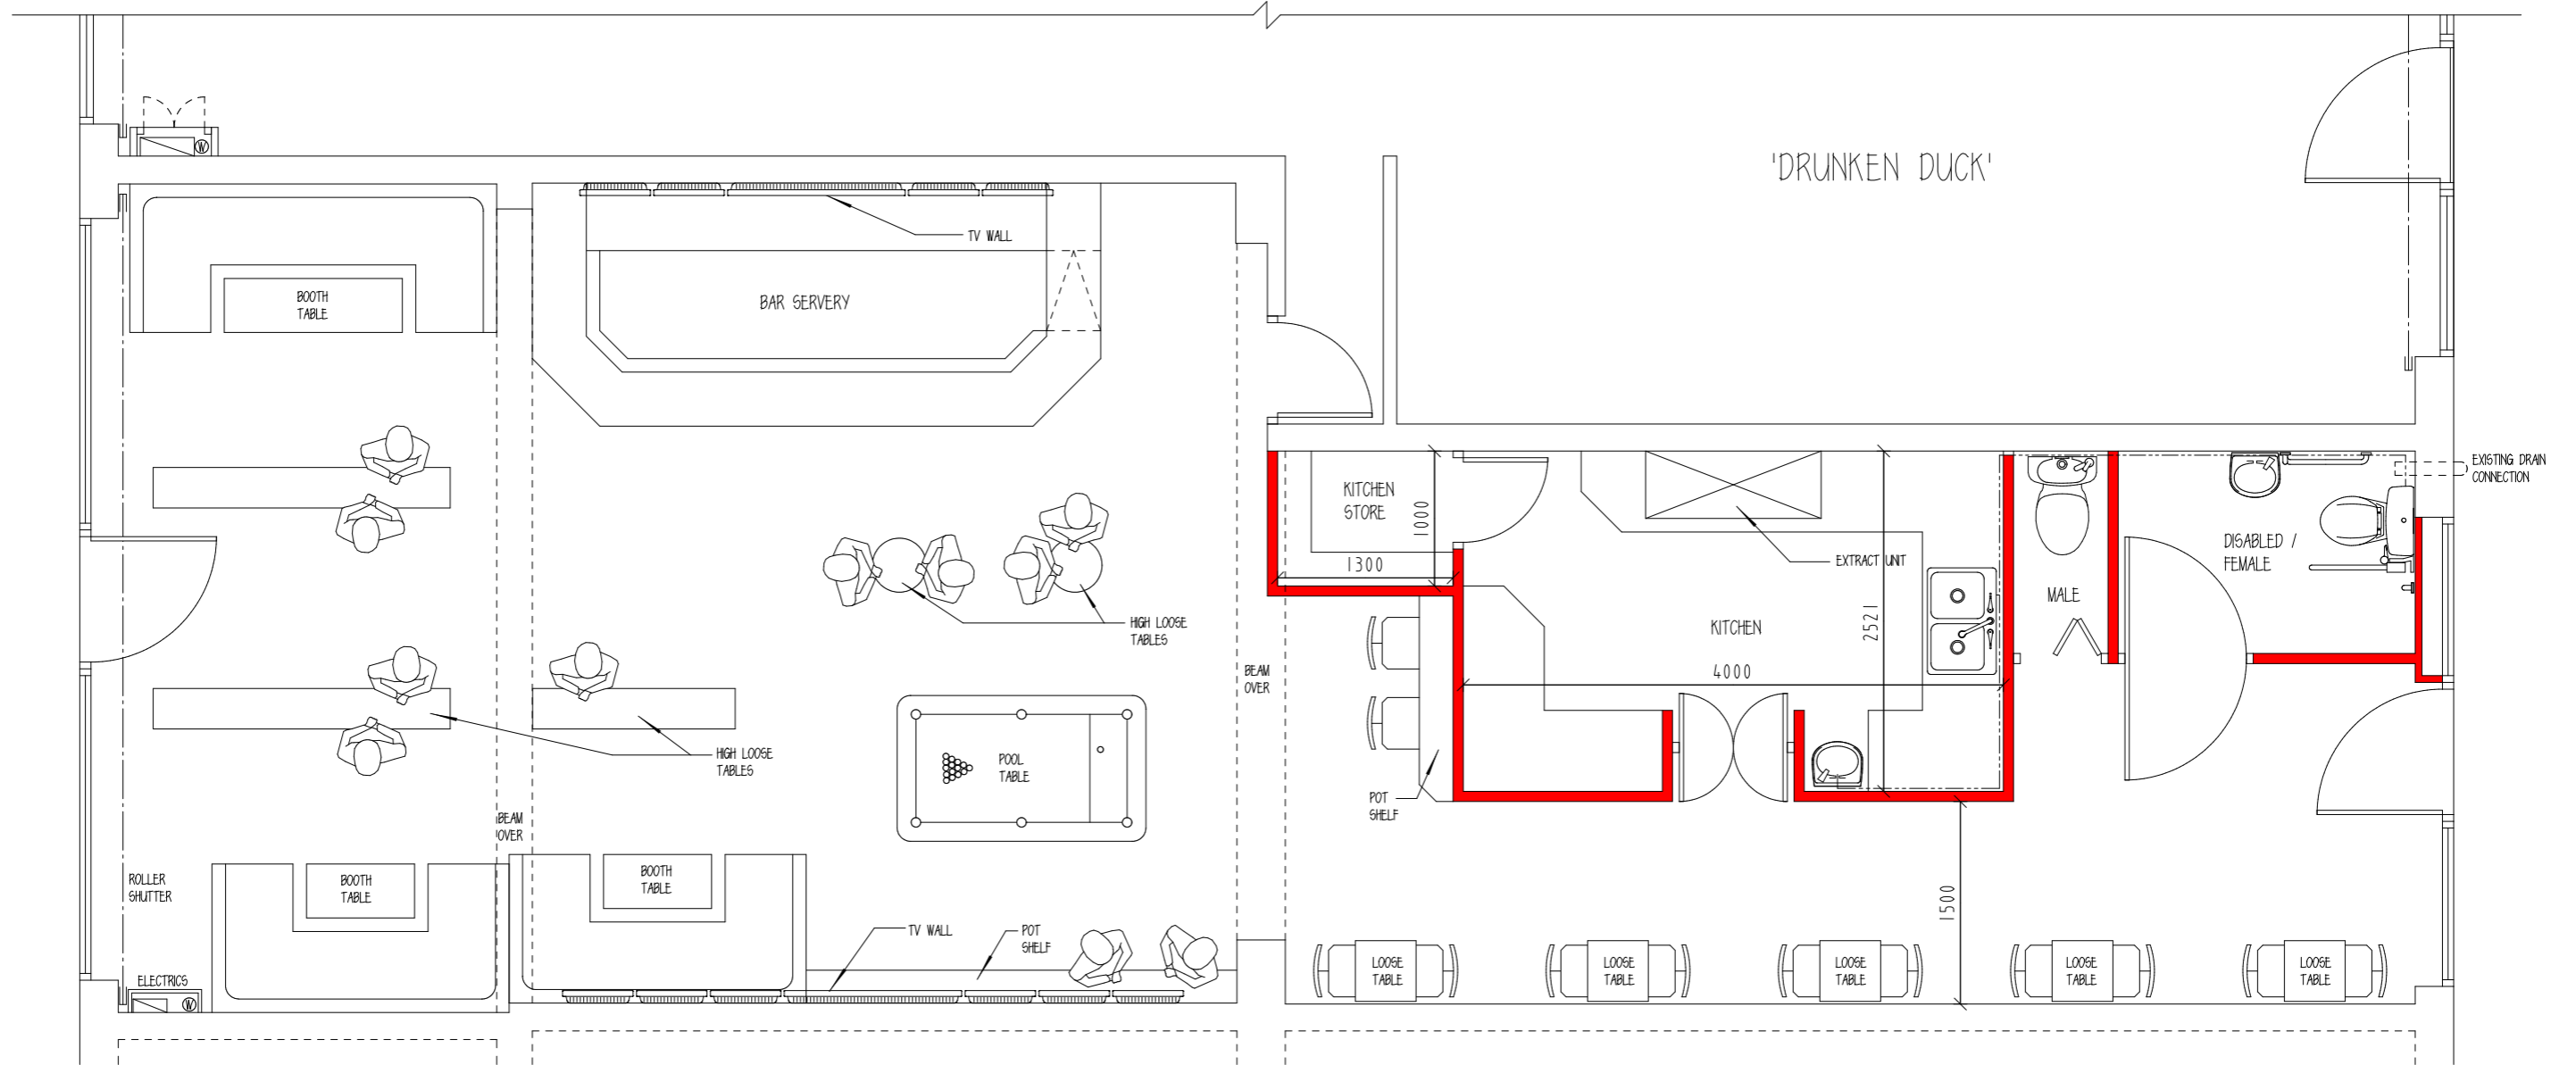 'DRUNKEN DUCK'
W
TV WALL
BOOTH
TABLE
BAR SERVERY
EXISTING DRAIN
CONNECTION
KITCHEN
STORE
1000
1300
EXTRACT UNIT
DISABLED /
FEMALE
MALE
HIGH LOOSE
TABLES
KITCHEN
2521
4000
BEAM
OVER
HIGH LOOSE
TABLES
POOL
TABLE
POT
SHELF
BEAM
OVER
BOOTH
TABLE
BOOTH
TABLE
ROLLER
SHUTTER
1500
TV WALL
POT
SHELF
ELECTRICS
W
LOOSE
TABLE
LOOSE
TABLE
LOOSE
TABLE
LOOSE
TABLE
LOOSE
TABLE